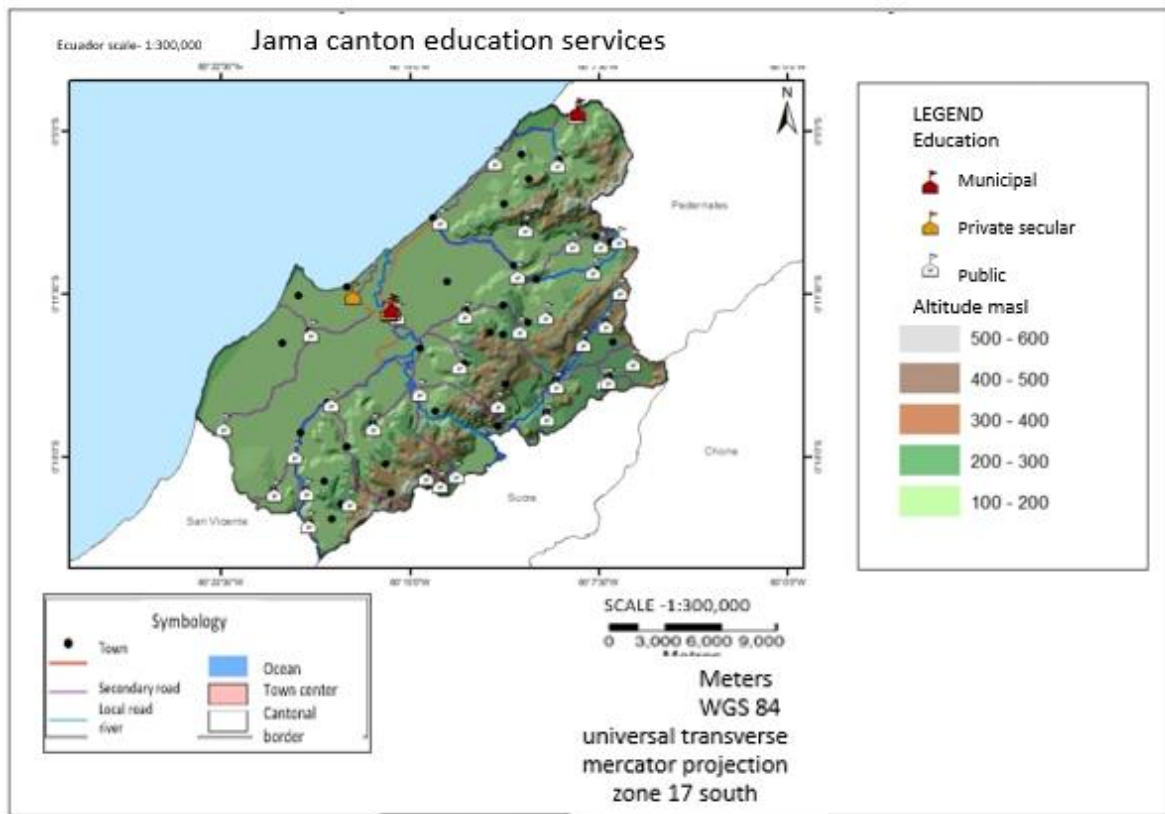 Jama canton education services
Ecuador scale- 1:300,000
N
Pedernales
Chone
Sucre
San Vicente
LEGEND
Education
Municipal
Private secular
Public
Altitude masl
500 - 600
400 - 500
300 - 400
200 - 300
100 - 200
Symbology
Town
Secondary road
Local road
river
Ocean
Town center
Cantonal
border
SCALE -1:300,000
0 3,000 6,000 9,000
Meters
WGS 84
universal transverse
mercator projection
zone 17 south